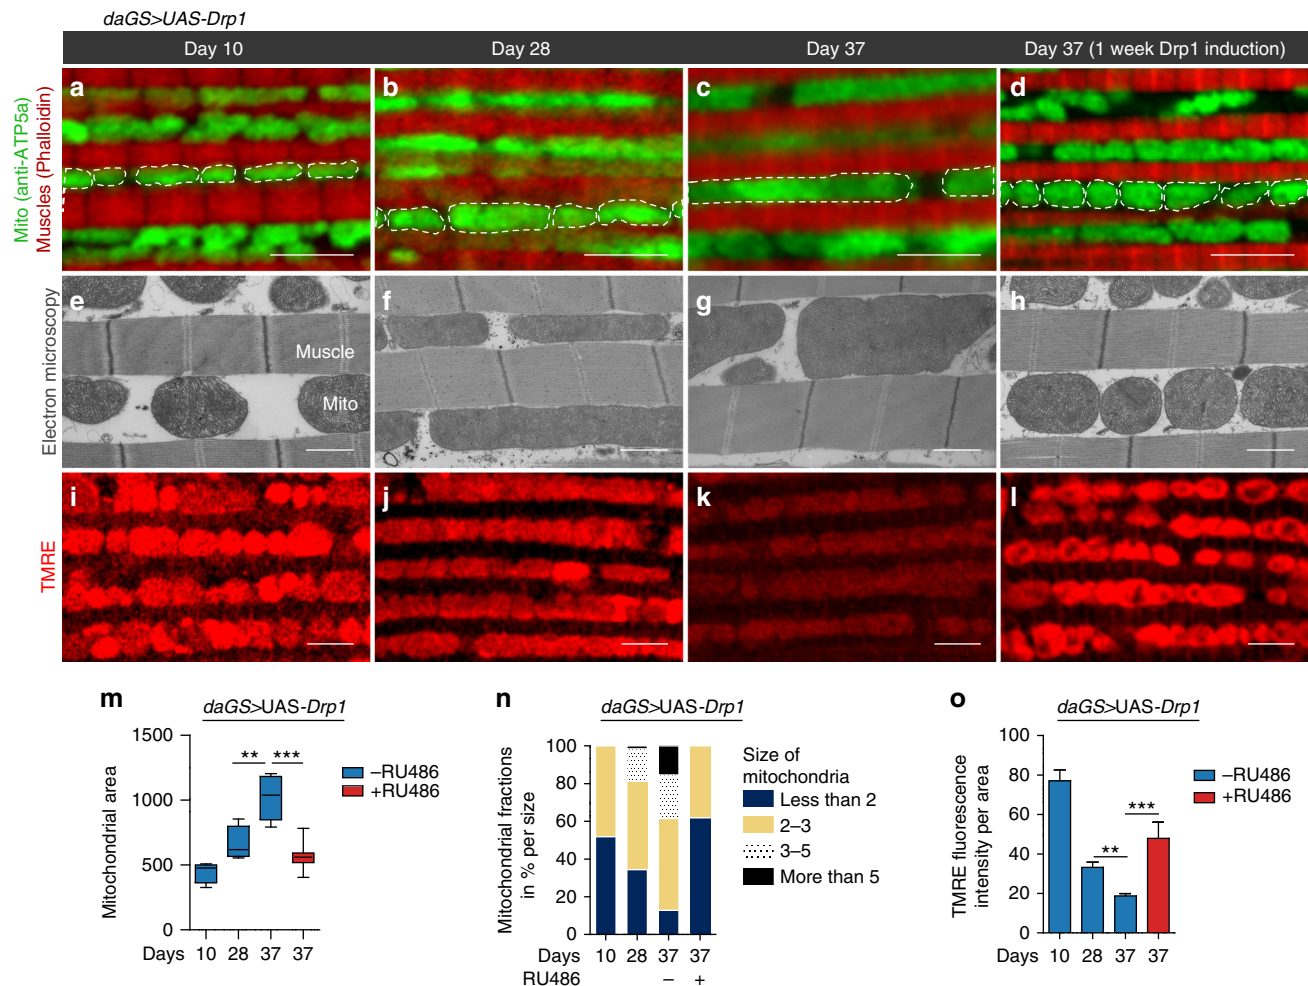 daGS>UAS-Drp1
Day 10
Day 28
Day 37
Day 37 (1 week Drp1 induction)
Mito (anti-ATP5a)
Muscles (Phalloidin)
a
b
c
d
Electron microscopy
e
f
g
h
Muscle
Mito
TMRE
i
j
k
l
m
daGS>UAS-Drp1
Mitochondrial area
1500
1000
500
0
** ***
–RU486
+RU486
Days 10 28 37 37
n
daGS>UAS-Drp1
Mitochondrial fractions
in % per size
100
80
60
40
20
0
Days 10 28 37 37
RU486 – +
Size of
mitochondria
Less than 2
2–3
3–5
More than 5
o
daGS>UAS-Drp1
TMRE fluorescence
intensity per area
100
80
60
40
20
0
***
**
–RU486
+RU486
Days 10 28 37 37